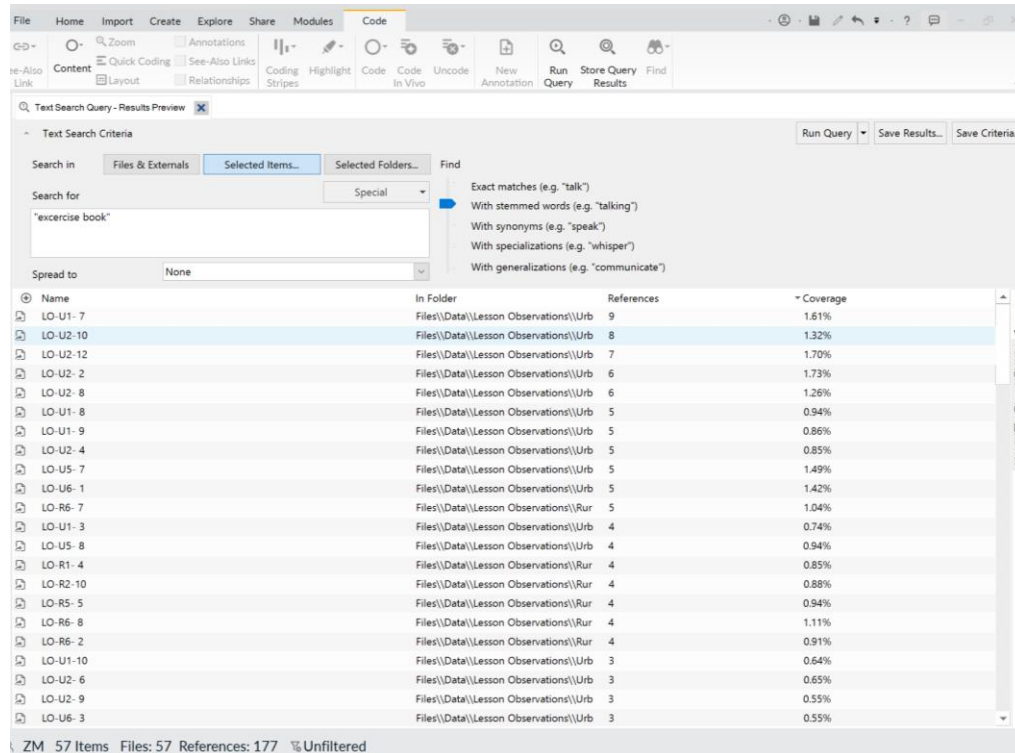 File Home Import Create Explore Share Modules Code
Zoom Annotations
Content Quick Coding See-Also Links Coding Highlight Code Code Uncode New Run Store Query Find
Link Layout Relationships Stripes In Vivo Annotation Query Results
Text Search Query - Results Preview
Text Search Criteria Run Query Save Results... Save Criteria
Search in Files & Externals Selected Items... Selected Folders... Find
Search for Special Exact matches (e.g. "talk")
"excercise book" With stemmed words (e.g. "talking")
With synonyms (e.g. "speak")
With specializations (e.g. "whisper")
Spread to None With generalizations (e.g. "communicate")
Name In Folder References Coverage
LO-U1- 7 Files\\Data\\Lesson Observations\\Urb 9 1.61%
LO-U2-10 Files\\Data\\Lesson Observations\\Urb 8 1.32%
LO-U2-12 Files\\Data\\Lesson Observations\\Urb 7 1.70%
LO-U2- 2 Files\\Data\\Lesson Observations\\Urb 6 1.73%
LO-U2- 8 Files\\Data\\Lesson Observations\\Urb 6 1.26%
LO-U1- 8 Files\\Data\\Lesson Observations\\Urb 5 0.94%
LO-U1- 9 Files\\Data\\Lesson Observations\\Urb 5 0.86%
LO-U2- 4 Files\\Data\\Lesson Observations\\Urb 5 0.85%
LO-U5- 7 Files\\Data\\Lesson Observations\\Urb 5 1.49%
LO-U6- 1 Files\\Data\\Lesson Observations\\Urb 5 1.42%
LO-R6- 7 Files\\Data\\Lesson Observations\\Rur 5 1.04%
LO-U1- 3 Files\\Data\\Lesson Observations\\Urb 4 0.74%
LO-U5- 8 Files\\Data\\Lesson Observations\\Urb 4 0.94%
LO-R1- 4 Files\\Data\\Lesson Observations\\Rur 4 0.85%
LO-R2-10 Files\\Data\\Lesson Observations\\Rur 4 0.88%
LO-R5- 5 Files\\Data\\Lesson Observations\\Rur 4 0.94%
LO-R6- 8 Files\\Data\\Lesson Observations\\Rur 4 1.11%
LO-R6- 2 Files\\Data\\Lesson Observations\\Rur 4 0.91%
LO-U1-10 Files\\Data\\Lesson Observations\\Urb 3 0.64%
LO-U2- 6 Files\\Data\\Lesson Observations\\Urb 3 0.65%
LO-U2- 9 Files\\Data\\Lesson Observations\\Urb 3 0.55%
LO-U6- 3 Files\\Data\\Lesson Observations\\Urb 3 0.55%
ZM 57 Items Files: 57 References: 177 Unfiltered